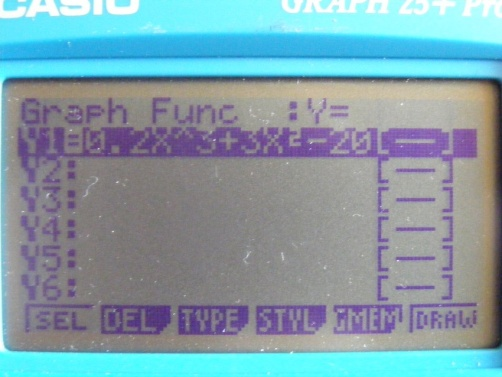 CASIO GRAPH 25+ Pro
Graph Func :Y=
Y1=0.2X^3+3X²-20[—]
Y2: [—]
Y3: [—]
Y4: [—]
Y5: [—]
Y6: [—]
SEL DEL TYPE STYL GMEM DRAW